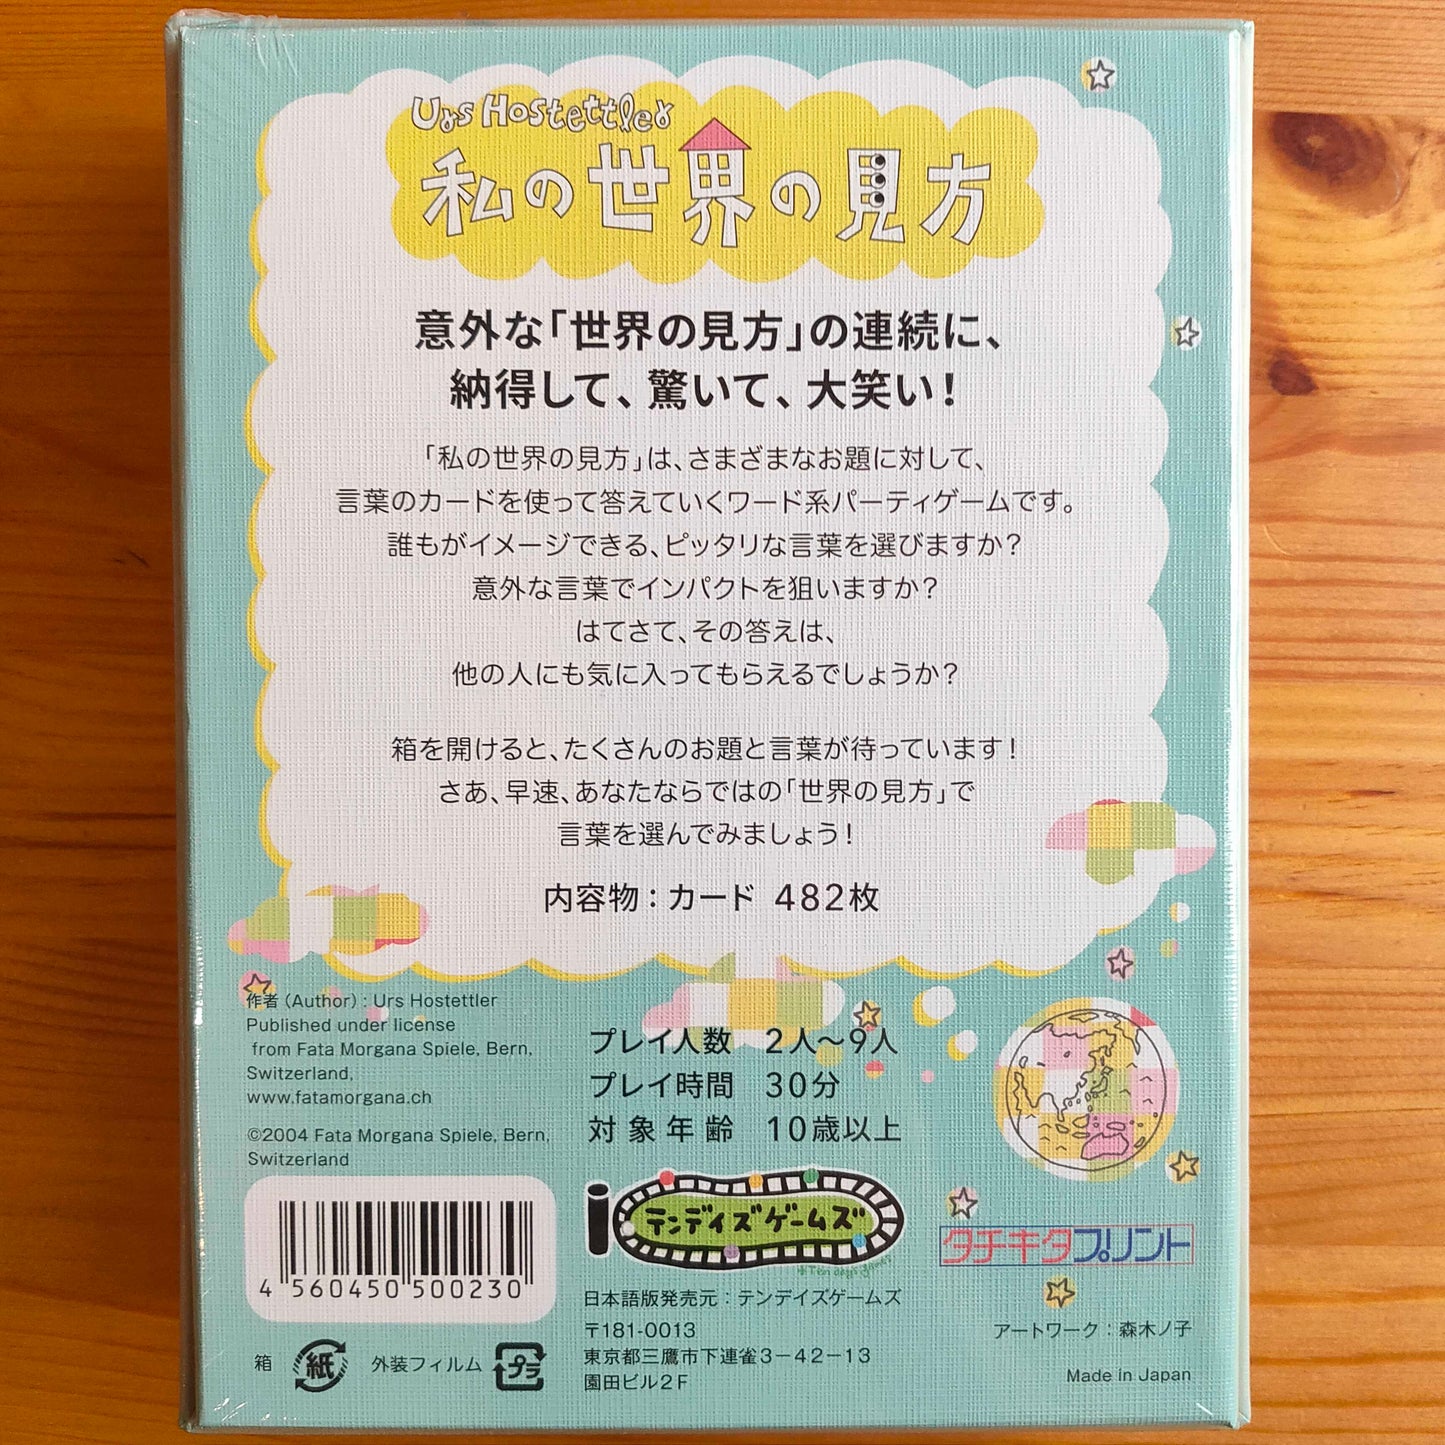 Urs Hostettler
私の世界の見方
意外な「世界の見方」の連続に、
納得して、驚いて、大笑い！
「私の世界の見方」は、さまざまなお題に対して、
言葉のカードを使って答えていくワード系パーティゲームです。
誰もがイメージできる、ピッタリな言葉を選びますか？
意外な言葉でインパクトを狙いますか？
はてさて、その答えは、
他の人にも気に入ってもらえるでしょうか？
箱を開けると、たくさんのお題と言葉が待っています！
さあ、早速、あなたならではの「世界の見方」で
言葉を選んでみましょう！
内容物：カード 482枚
作者（Author）: Urs Hostettler
Published under license
from Fata Morgana Spiele, Bern,
Switzerland,
www.fatamorgana.ch
©2004 Fata Morgana Spiele, Bern,
Switzerland
プレイ人数 2人〜9人
プレイ時間 30分
対象年齢 10歳以上
4 560450 500230
箱 紙 外装フィルム プラ
テンデイズゲームズ
*Ten days games
日本語版発売元：テンデイズゲームズ
〒181-0013
東京都三鷹市下連雀3−42−13
園田ビル2F
タチキタプリント
アートワーク：森木ノ子
Made in Japan